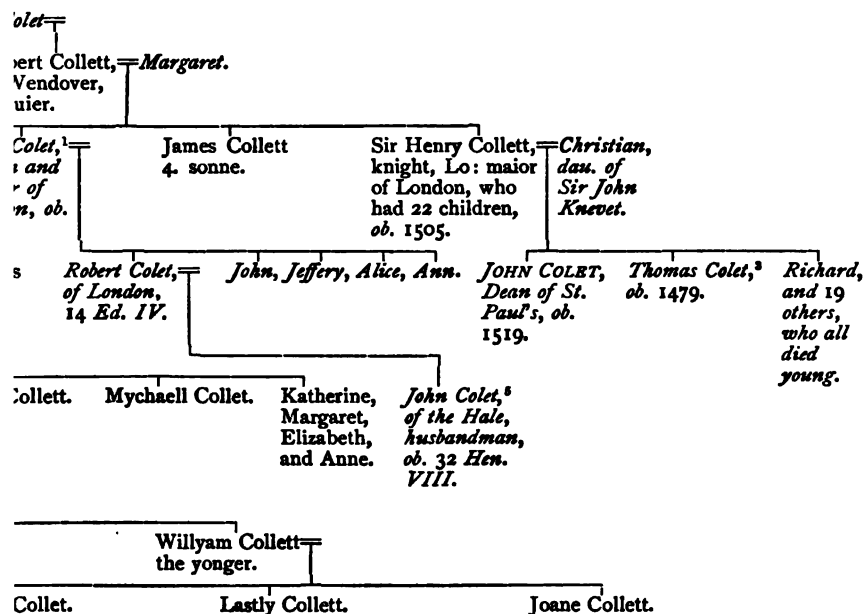 olet
ert Collett, Margaret.
Vendover,
uier.
Colet,¹
and
r of
n, ob.
James Collett
4. sonne.
Sir Henry Collett,
knight, Lo: maior
of London, who
had 22 children,
ob. 1505.
Christian,
dau. of
Sir John
Knevet.
s
Robert Colet,
of London,
14 Ed. IV.
John, Jeffery, Alice, Ann.
JOHN COLET,
Dean of St.
Paul's, ob.
1519.
Thomas Colet,³
ob. 1479.
Richard,
and 19
others,
who all
died
young.
Collett.
Mychaell Collet.
Katherine,
Margaret,
Elizabeth,
and Anne.
John Colet,⁵
of the Hale,
husbandman,
ob. 32 Hen.
VIII.
Willyam Collett
the yonger.
Collet.
Lastly Collett.
Joane Collett.